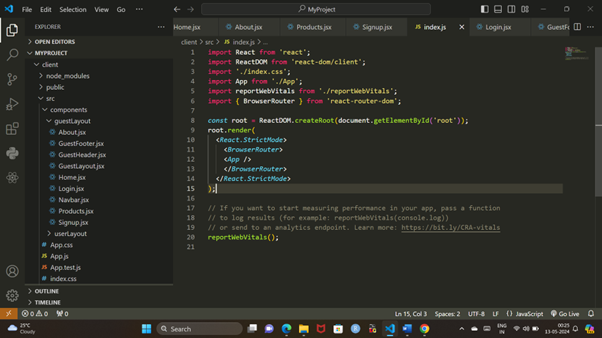 File Edit Selection View Go ··· MyProject
EXPLORER ···
Home.jsx About.jsx Products.jsx Signup.jsx index.js Login.jsx GuestFo
client > src > index.js > ...
OPEN EDITORS
MYPROJECT
client
node_modules
public
src
components
guestLayout
About.jsx
GuestFooter.jsx
GuestHeader.jsx
GuestLayout.jsx
Home.jsx
Login.jsx
Navbar.jsx
Products.jsx
Signup.jsx
userLayout
App.css
App.js
App.test.js
index.css
OUTLINE
TIMELINE
1 import React from 'react';
2 import ReactDOM from 'react-dom/client';
3 import './index.css';
4 import App from './App';
5 import reportWebVitals from './reportWebVitals';
6 import { BrowserRouter } from 'react-router-dom';
7
8 const root = ReactDOM.createRoot(document.getElementById('root'));
9 root.render(
10 <React.StrictMode>
11 <BrowserRouter>
12 <App />
13 </BrowserRouter>
14 </React.StrictMode>
15 );
16
17 // If you want to start measuring performance in your app, pass a function
18 // to log results (for example: reportWebVitals(console.log))
19 // or send to an analytics endpoint. Learn more: https://bit.ly/CRA-vitals
20 reportWebVitals();
21
0 0 0 Ln 15, Col 3 Spaces: 2 UTF-8 LF {} JavaScript Go Live
25°C
Cloudy
Search
ENG
IN
00:25
13-05-2024